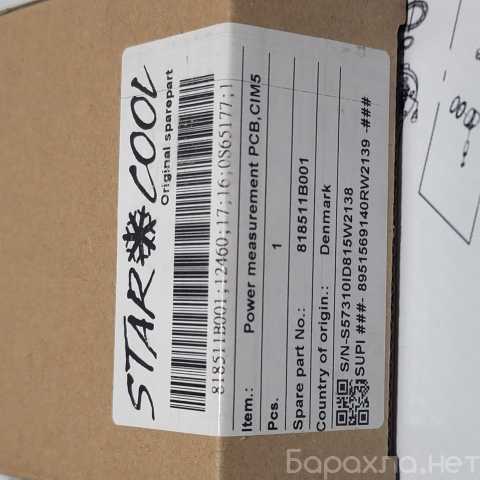 STAR COOL
Original sparepart
818511B001;12460;17;16;0865177;1
Item.: Power measurement PCB,CIM5
Pcs. 1
Spare part No.: 818511B001
Country of origin.: Denmark
S/N-S57310ID815W2138
SUPI ###- 8951569140RW2139 -###
Барахла.нет